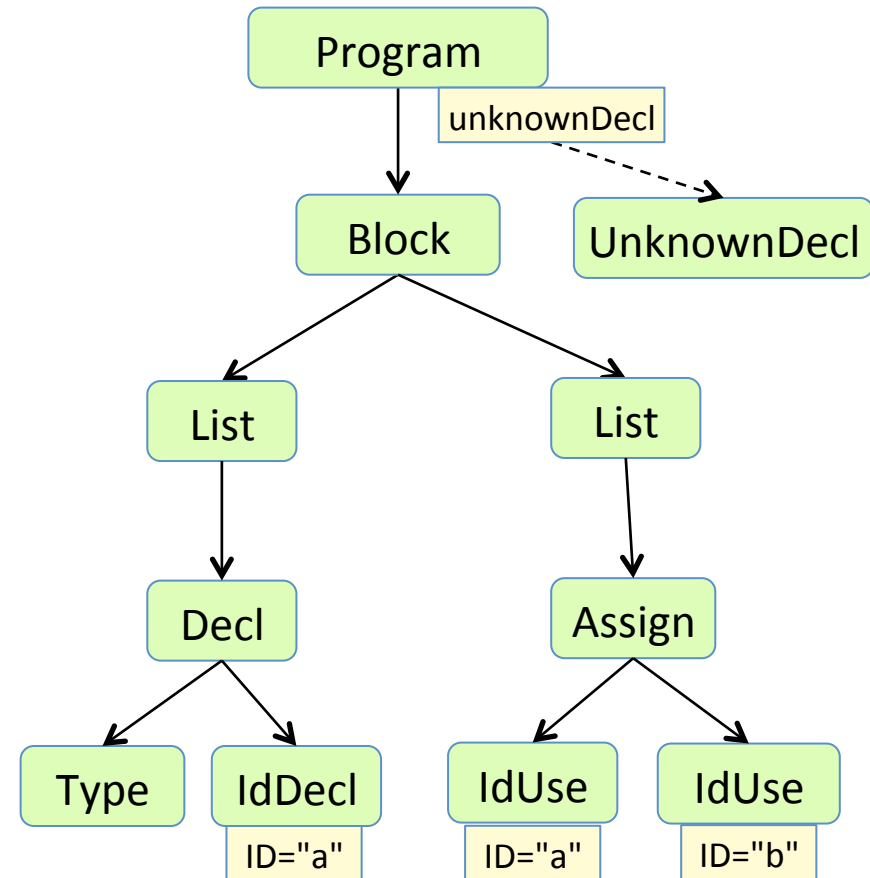 Program
unknownDecl
Block
UnknownDecl
List
List
Decl
Assign
Type
IdDecl
IdUse
IdUse
ID="a"
ID="a"
ID="b"